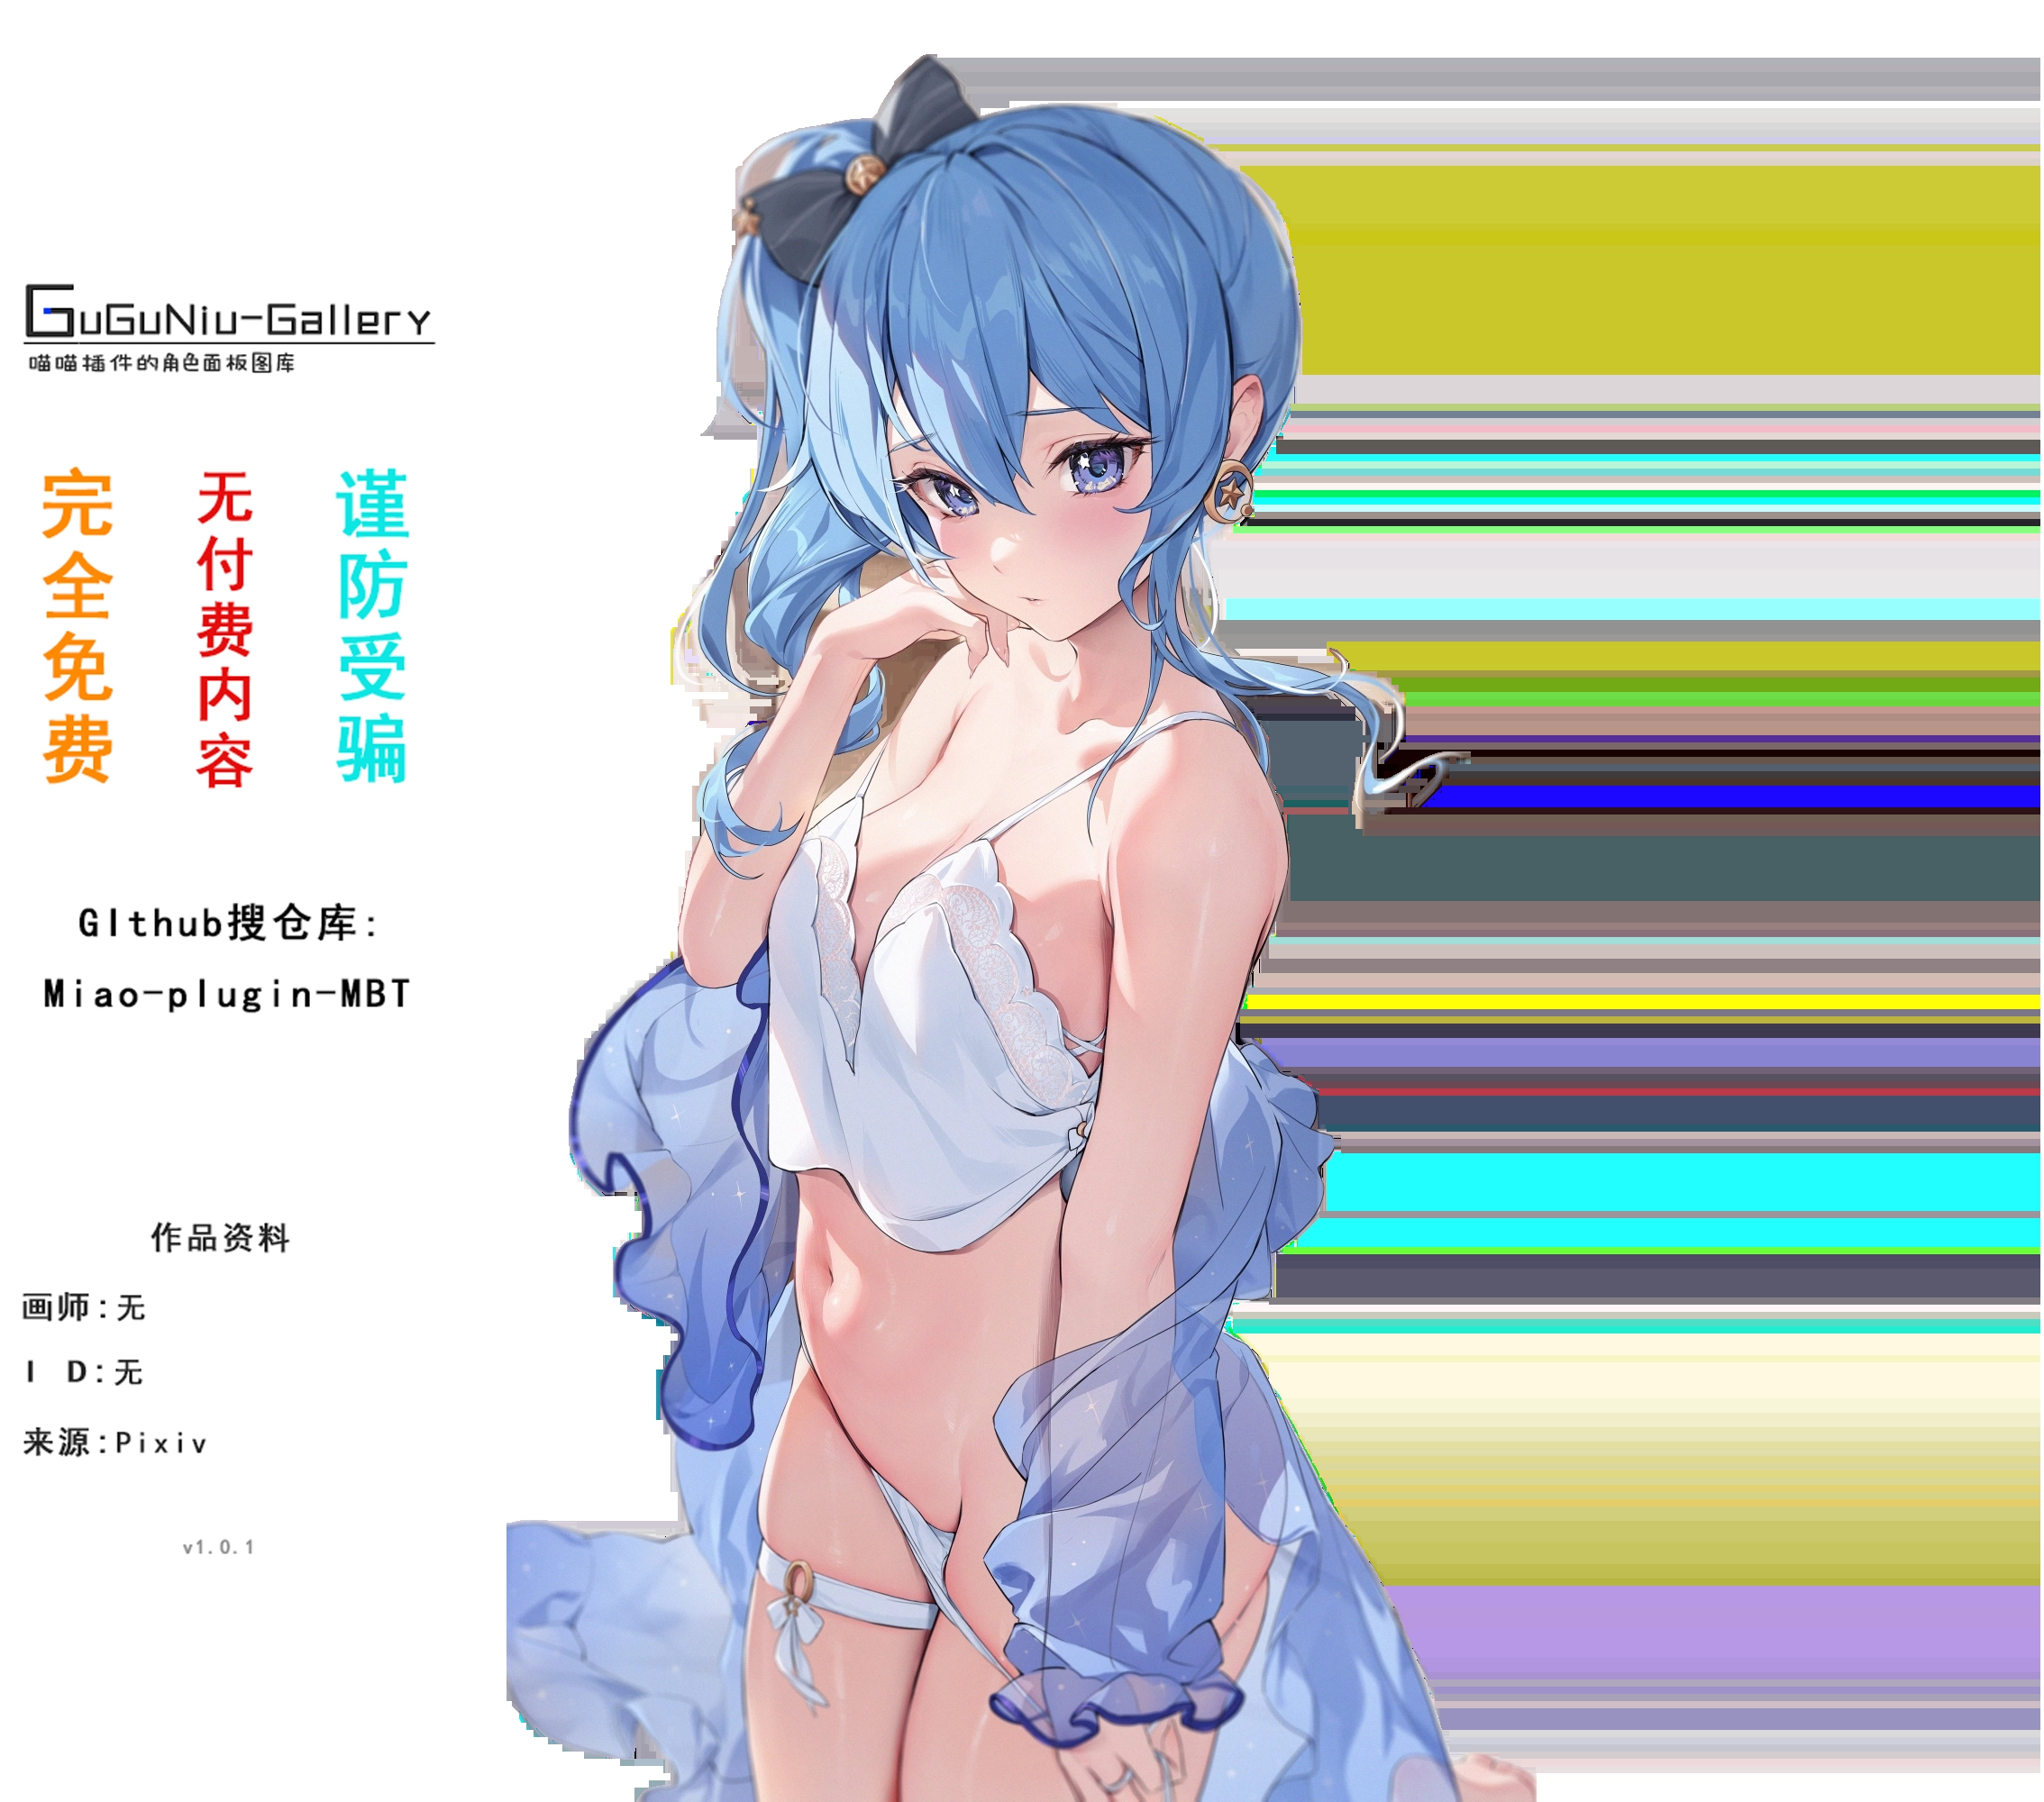 GuGuNiu-Gallery
喵喵插件的角色面板图库
完全免费
无付费内容
谨防受骗
GIthub搜仓库:
Miao-plugin-MBT
作品资料
画师:无
I D:无
来源:Pixiv
v1.0.1